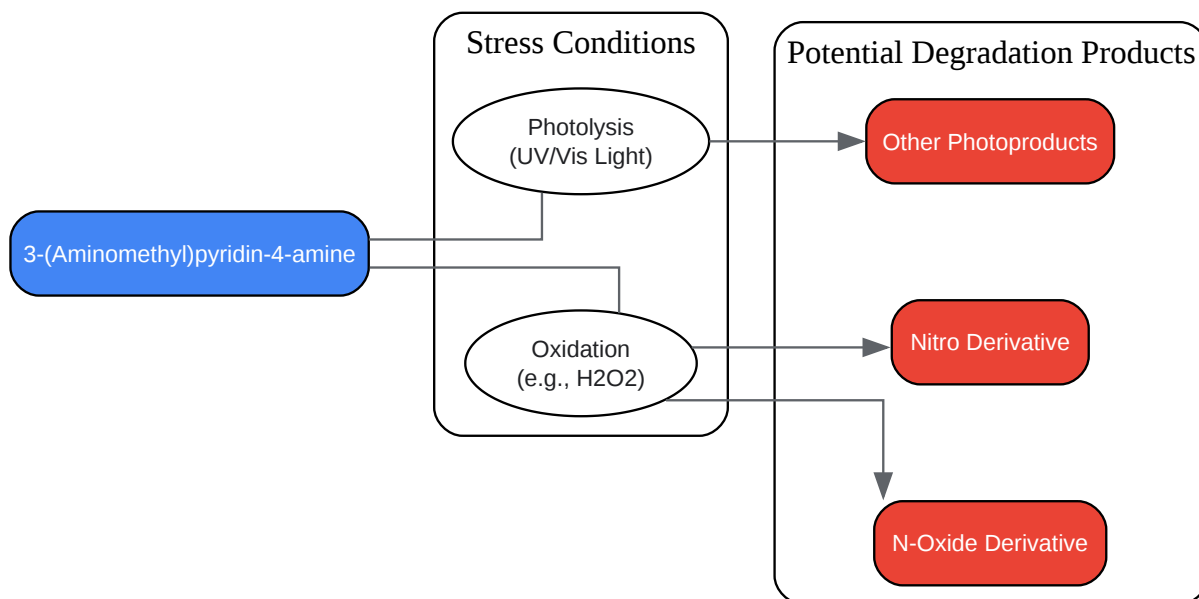 Stress Conditions
Potential Degradation Products
Photolysis
(UV/Vis Light)
Other Photoproducts
3-(Aminomethyl)pyridin-4-amine
Oxidation
(e.g., H2O2)
Nitro Derivative
N-Oxide Derivative